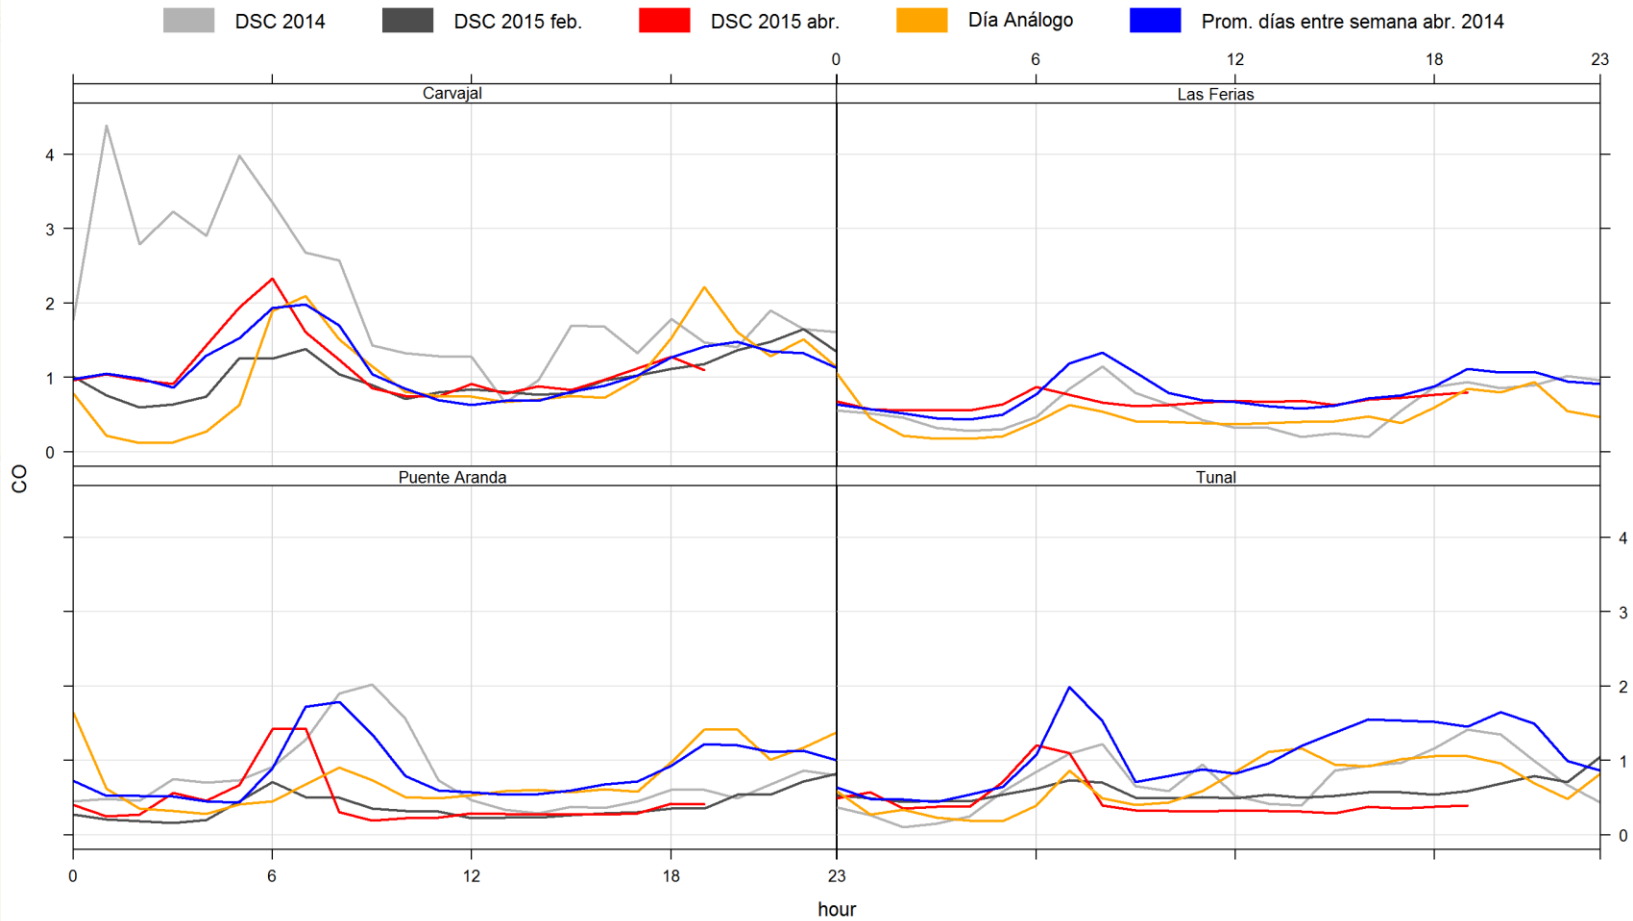 DSC 2014 DSC 2015 feb. DSC 2015 abr. Día Análogo Prom. días entre semana abr. 2014
0 6 12 18 23
Carvajal Las Ferias
4
3
2
1
0
CO
Puente Aranda Tunal
4
3
2
1
0
0 6 12 18 23
hour